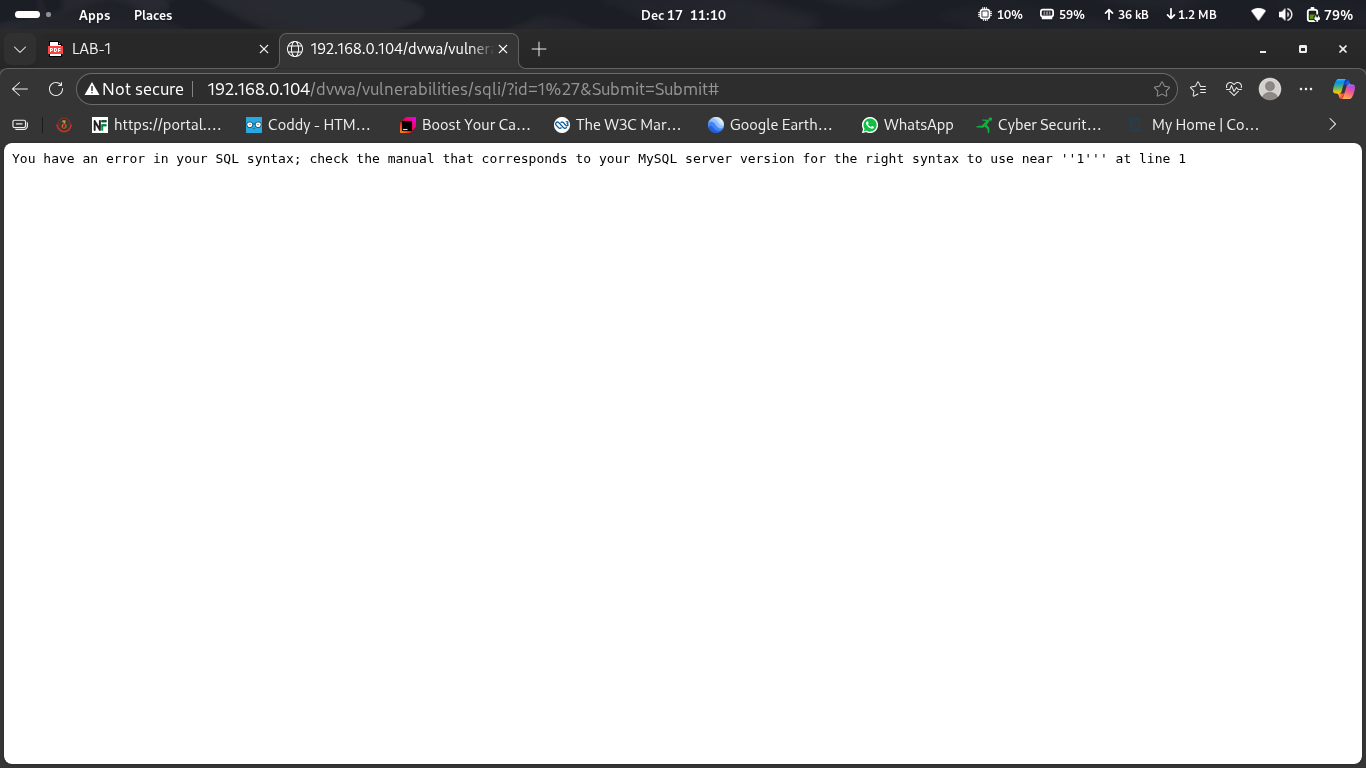 Apps Places Dec 17 11:10 10% 59% 36 kB 1.2 MB 79%
LAB-1 192.168.0.104/dvwa/vulner
Not secure 192.168.0.104/dvwa/vulnerabilities/sqli/?id=1%27&Submit=Submit#
https://portal.... Coddy - HTM... Boost Your Ca... The W3C Mar... Google Earth... WhatsApp Cyber Securit... My Home | Co...
You have an error in your SQL syntax; check the manual that corresponds to your MySQL server version for the right syntax to use near ''1''' at line 1